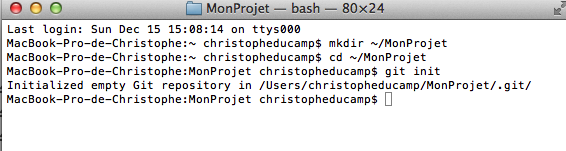 MonProjet — bash — 80×24
Last login: Sun Dec 15 15:08:14 on ttys000
MacBook-Pro-de-Christophe:~ christopheducamp$ mkdir ~/MonProjet
MacBook-Pro-de-Christophe:~ christopheducamp$ cd ~/MonProjet
MacBook-Pro-de-Christophe:MonProjet christopheducamp$ git init
Initialized empty Git repository in /Users/christopheducamp/MonProjet/.git/
MacBook-Pro-de-Christophe:MonProjet christopheducamp$